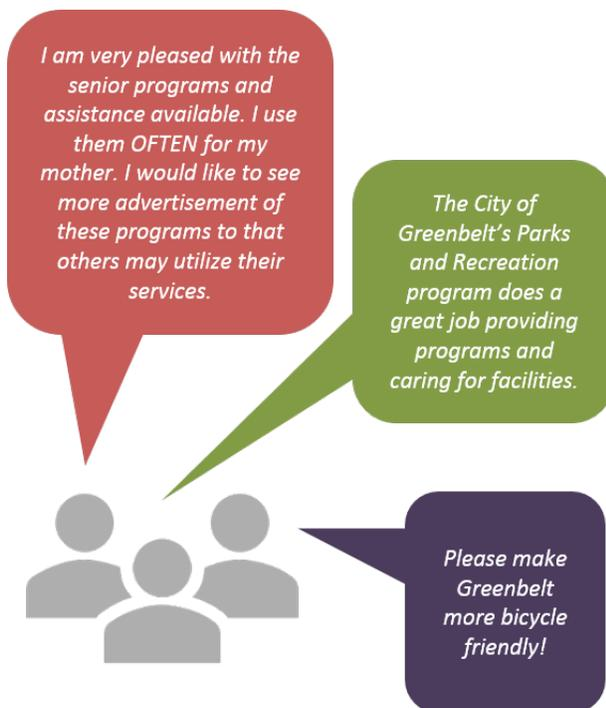 I am very pleased with the
senior programs and
assistance available. I use
them OFTEN for my
mother. I would like to see
more advertisement of
these programs to that
others may utilize their
services.
The City of
Greenbelt’s Parks
and Recreation
program does a
great job providing
programs and
caring for facilities.
Please make
Greenbelt
more bicycle
friendly!